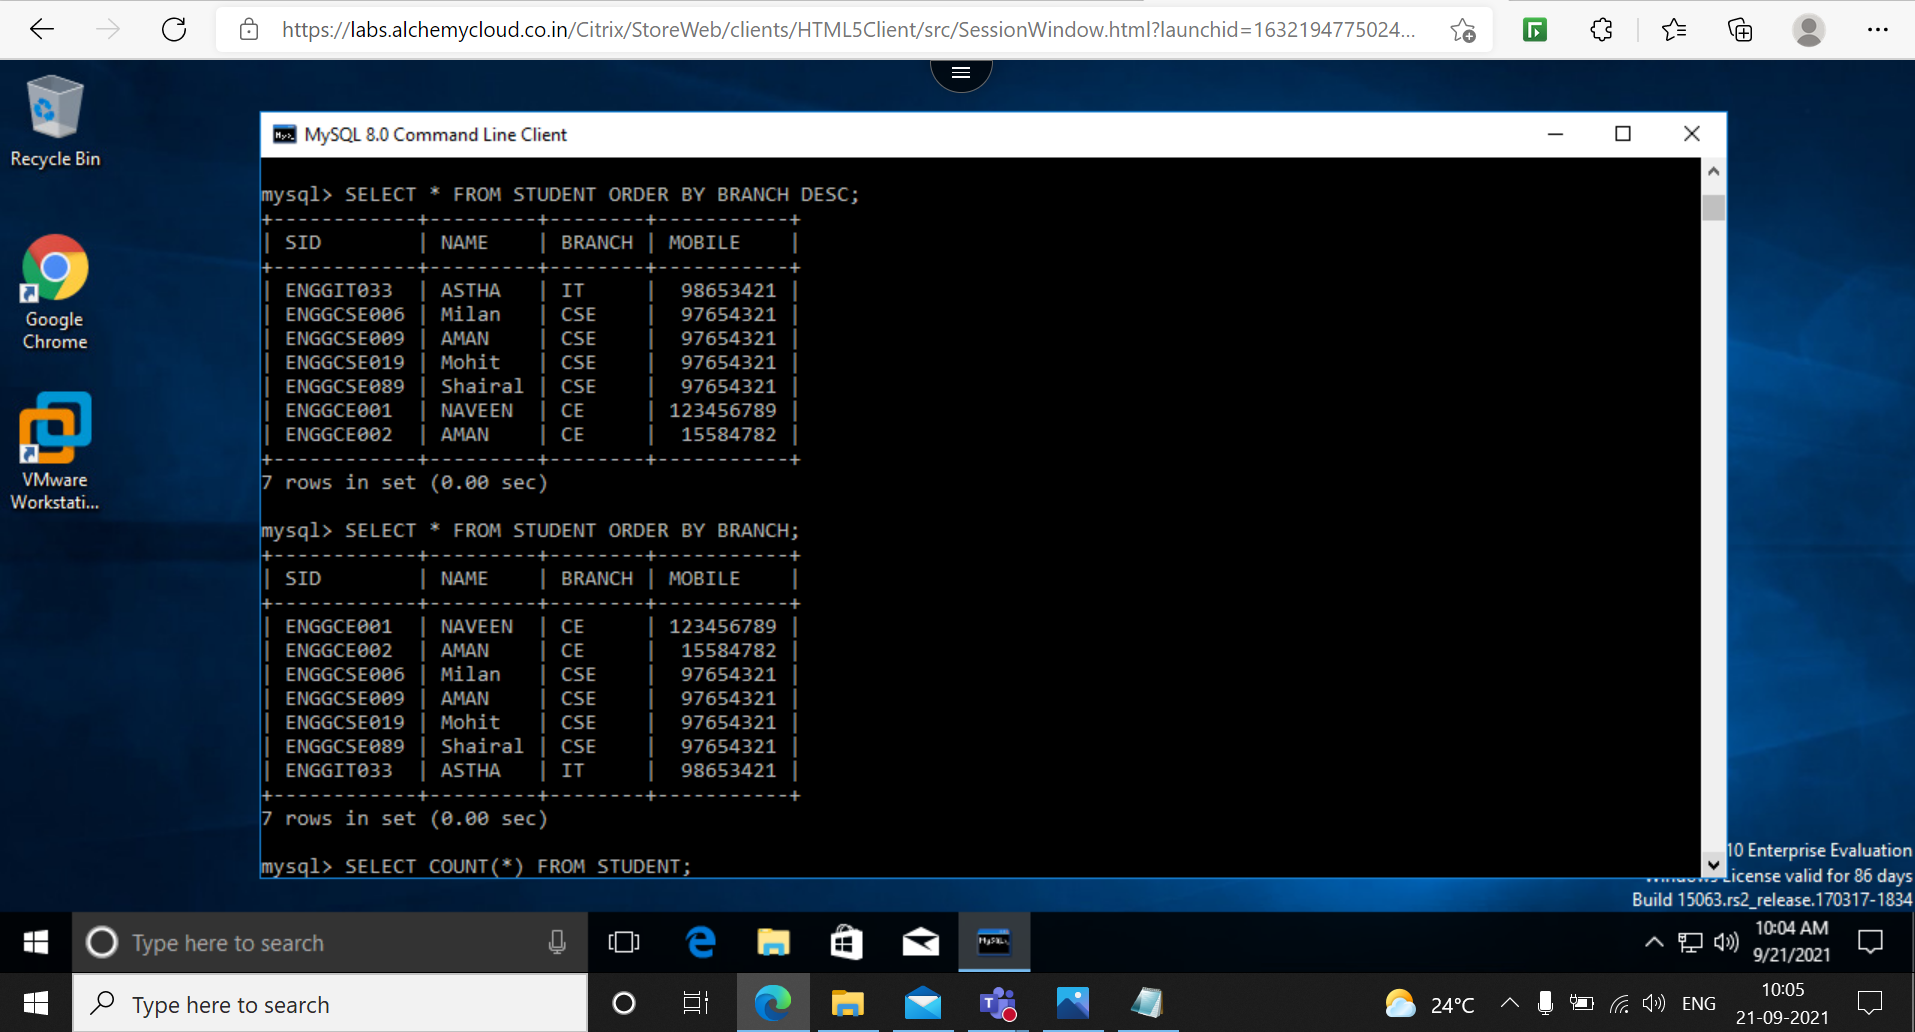 https://labs.alchemycloud.co.in/Citrix/StoreWeb/clients/HTML5Client/src/SessionWindow.html?launchid=1632194775024...
Recycle Bin
Google
Chrome
VMware
Workstati...
MySQL 8.0 Command Line Client
mysql> SELECT * FROM STUDENT ORDER BY BRANCH DESC;
+------------+---------+--------+-----------+
| SID        | NAME    | BRANCH | MOBILE    |
+------------+---------+--------+-----------+
| ENGGIT033  | ASTHA   | IT     |  98653421 |
| ENGGCSE006 | Milan   | CSE    |  97654321 |
| ENGGCSE009 | AMAN    | CSE    |  97654321 |
| ENGGCSE019 | Mohit   | CSE    |  97654321 |
| ENGGCSE089 | Shairal | CSE    |  97654321 |
| ENGGCE001  | NAVEEN  | CE     | 123456789 |
| ENGGCE002  | AMAN    | CE     |  15584782 |
+------------+---------+--------+-----------+
7 rows in set (0.00 sec)
mysql> SELECT * FROM STUDENT ORDER BY BRANCH;
+------------+---------+--------+-----------+
| SID        | NAME    | BRANCH | MOBILE    |
+------------+---------+--------+-----------+
| ENGGCE001  | NAVEEN  | CE     | 123456789 |
| ENGGCE002  | AMAN    | CE     |  15584782 |
| ENGGCSE006 | Milan   | CSE    |  97654321 |
| ENGGCSE009 | AMAN    | CSE    |  97654321 |
| ENGGCSE019 | Mohit   | CSE    |  97654321 |
| ENGGCSE089 | Shairal | CSE    |  97654321 |
| ENGGIT033  | ASTHA   | IT     |  98653421 |
+------------+---------+--------+-----------+
7 rows in set (0.00 sec)
mysql> SELECT COUNT(*) FROM STUDENT;
10 Enterprise Evaluation
Windows License valid for 86 days
Build 15063.rs2_release.170317-1834
Type here to search
10:04 AM
9/21/2021
Type here to search
24°C
ENG
10:05
21-09-2021